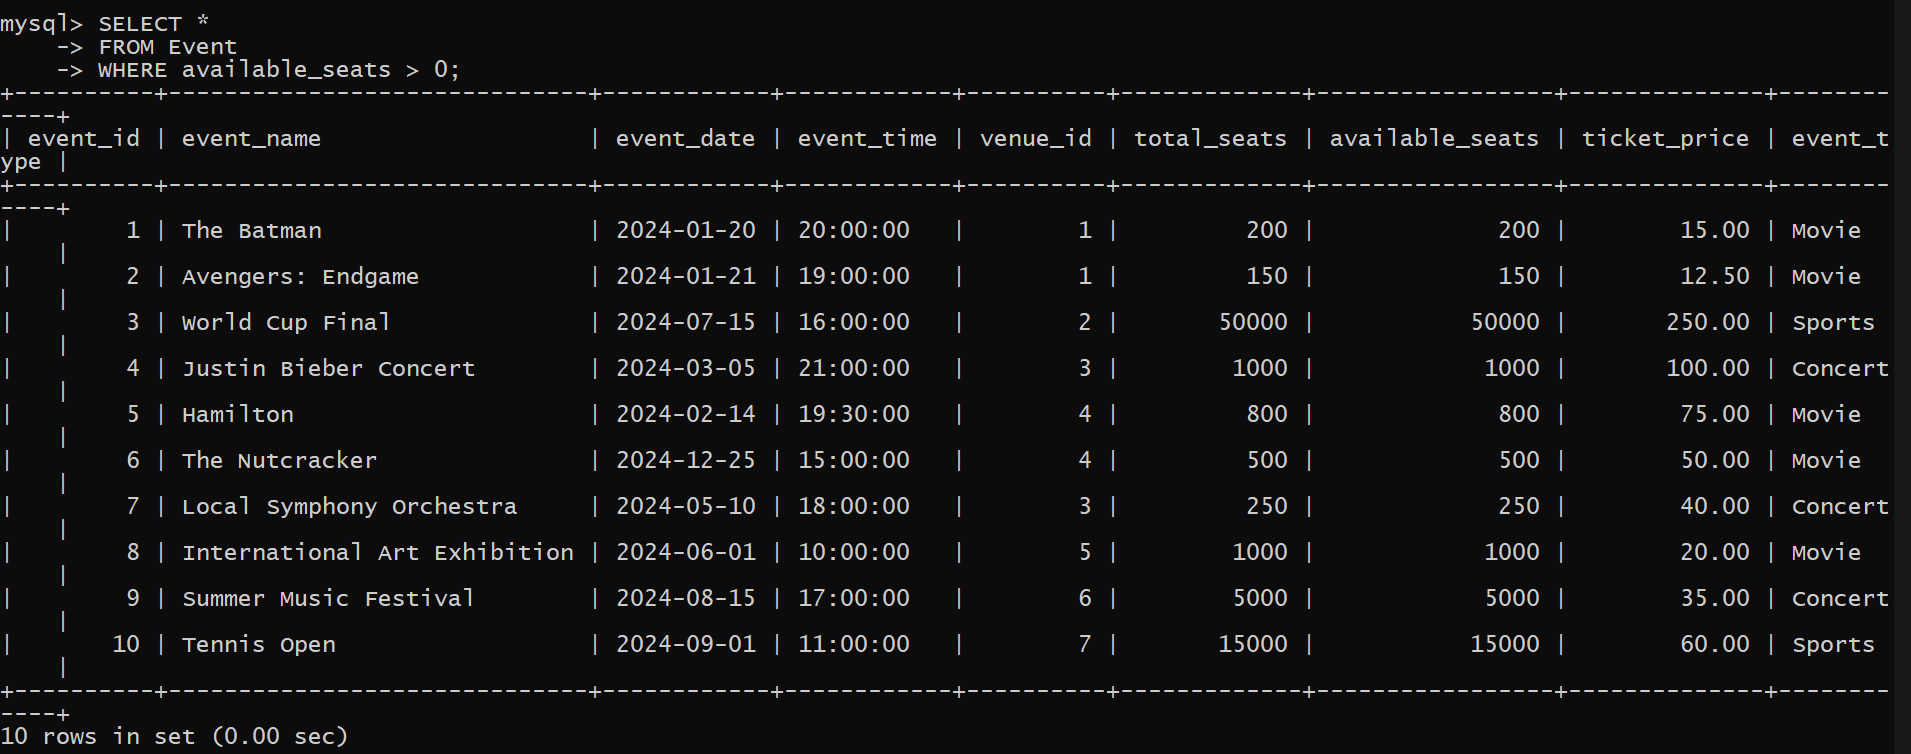 mysql> SELECT *
    -> FROM Event
    -> WHERE available_seats > 0;
+----------+------------------------------+------------+------------+----------+-------------+-----------------+--------------+--------
----+
| event_id | event_name                   | event_date | event_time | venue_id | total_seats | available_seats | ticket_price | event_t
ype |
+----------+------------------------------+------------+------------+----------+-------------+-----------------+--------------+--------
----+
|        1 | The Batman                   | 2024-01-20 | 20:00:00   |        1 |         200 |             200 |        15.00 | Movie
    |
|        2 | Avengers: Endgame            | 2024-01-21 | 19:00:00   |        1 |         150 |             150 |        12.50 | Movie
    |
|        3 | World Cup Final              | 2024-07-15 | 16:00:00   |        2 |       50000 |           50000 |       250.00 | Sports
    |
|        4 | Justin Bieber Concert        | 2024-03-05 | 21:00:00   |        3 |        1000 |            1000 |       100.00 | Concert
    |
|        5 | Hamilton                     | 2024-02-14 | 19:30:00   |        4 |         800 |             800 |        75.00 | Movie
    |
|        6 | The Nutcracker               | 2024-12-25 | 15:00:00   |        4 |         500 |             500 |        50.00 | Movie
    |
|        7 | Local Symphony Orchestra     | 2024-05-10 | 18:00:00   |        3 |         250 |             250 |        40.00 | Concert
    |
|        8 | International Art Exhibition | 2024-06-01 | 10:00:00   |        5 |        1000 |            1000 |        20.00 | Movie
    |
|        9 | Summer Music Festival        | 2024-08-15 | 17:00:00   |        6 |        5000 |            5000 |        35.00 | Concert
    |
|       10 | Tennis Open                  | 2024-09-01 | 11:00:00   |        7 |       15000 |           15000 |        60.00 | Sports
    |
+----------+------------------------------+------------+------------+----------+-------------+-----------------+--------------+--------
----+
10 rows in set (0.00 sec)